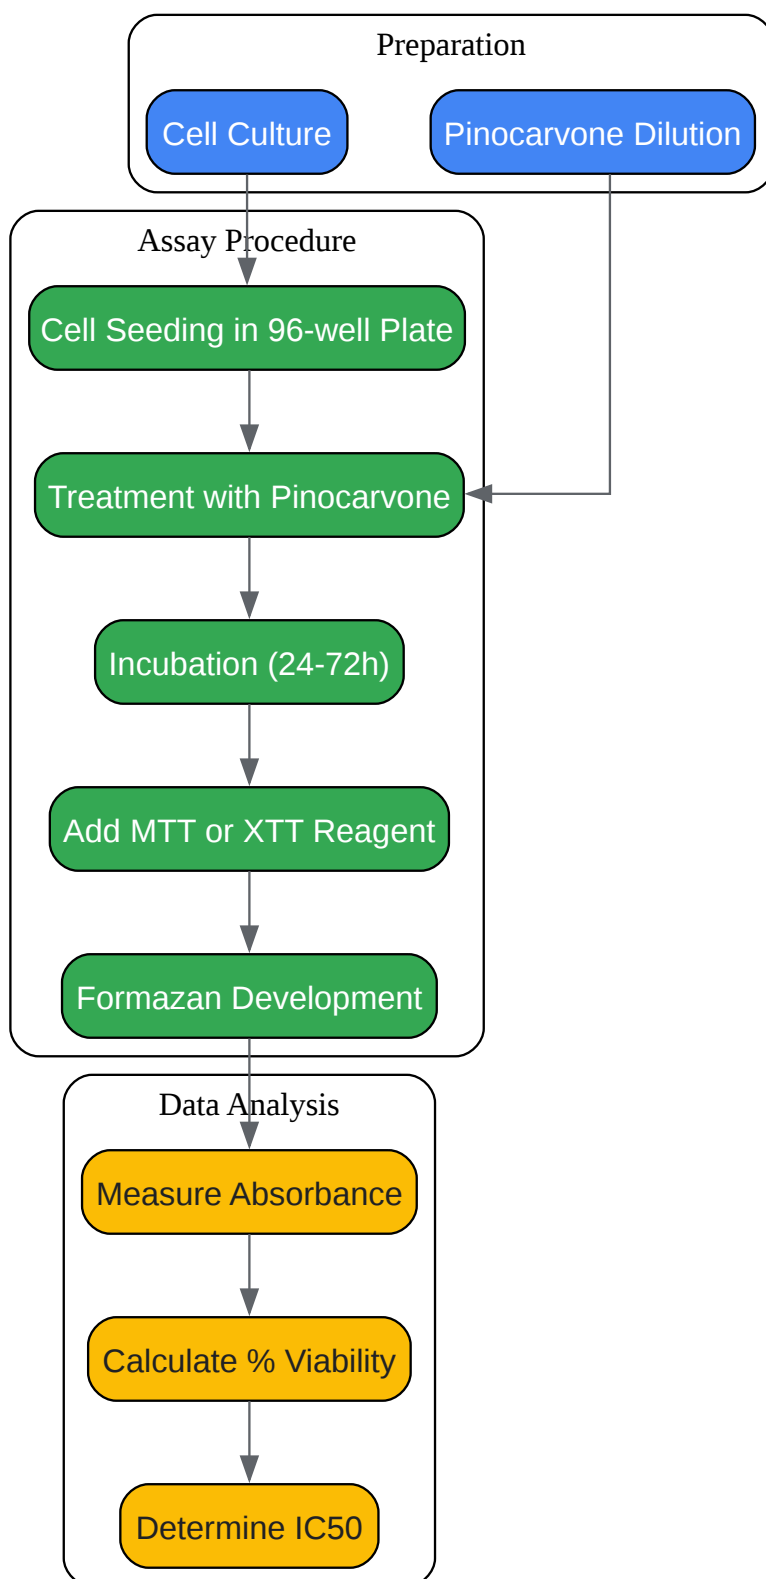 Preparation
Cell Culture
Pinocarvone Dilution
Assay Procedure
Cell Seeding in 96-well Plate
Treatment with Pinocarvone
Incubation (24-72h)
Add MTT or XTT Reagent
Formazan Development
Data Analysis
Measure Absorbance
Calculate % Viability
Determine IC50